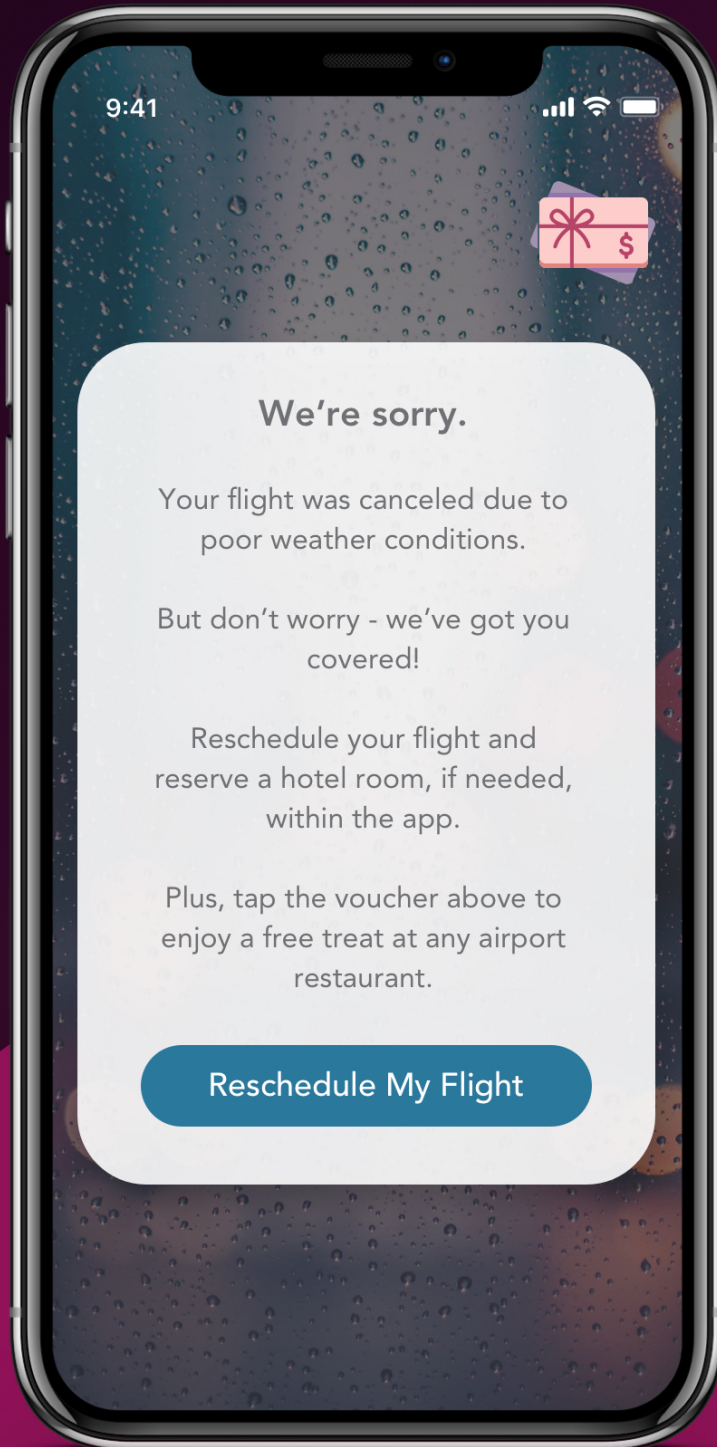 9:41
$
We’re sorry.
Your flight was canceled due to
poor weather conditions.
But don’t worry - we’ve got you
covered!
Reschedule your flight and
reserve a hotel room, if needed,
within the app.
Plus, tap the voucher above to
enjoy a free treat at any airport
restaurant.
Reschedule My Flight